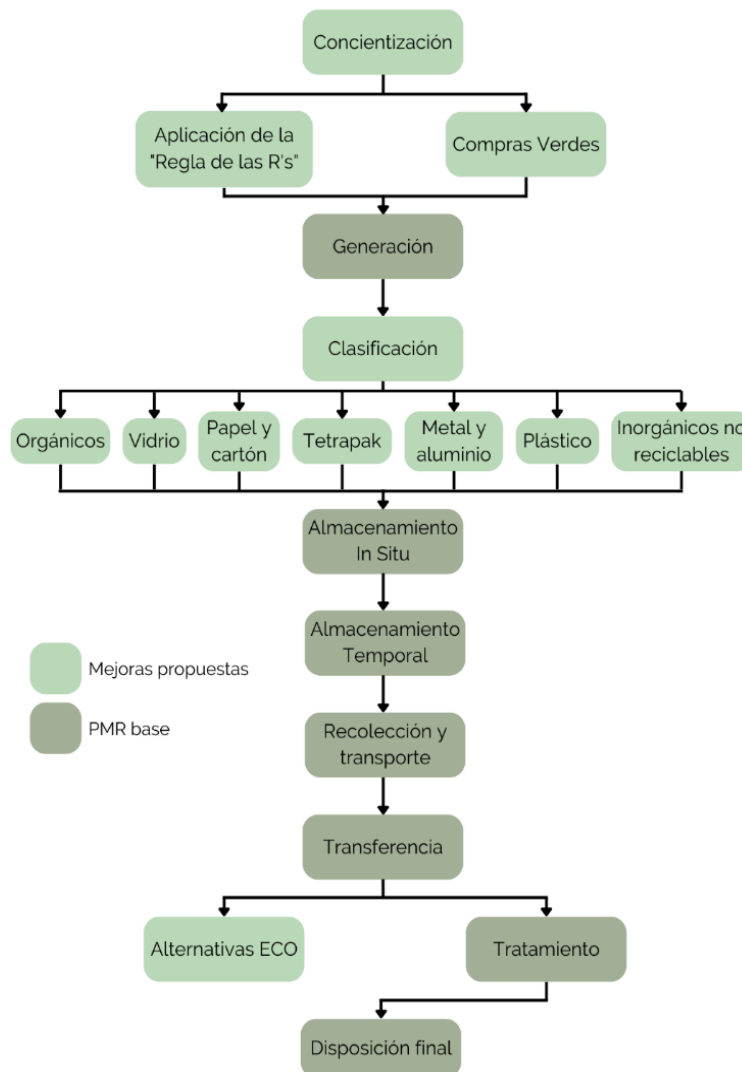 Concientización
Aplicación de la
"Regla de las R's"
Compras Verdes
Generación
Clasificación
Orgánicos
Vidrio
Papel y
cartón
Tetrapak
Metal y
aluminio
Plástico
Inorgánicos no
reciclables
Almacenamiento
In Situ
Almacenamiento
Temporal
Mejoras propuestas
PMR base
Recolección y
transporte
Transferencia
Alternativas ECO
Tratamiento
Disposición final